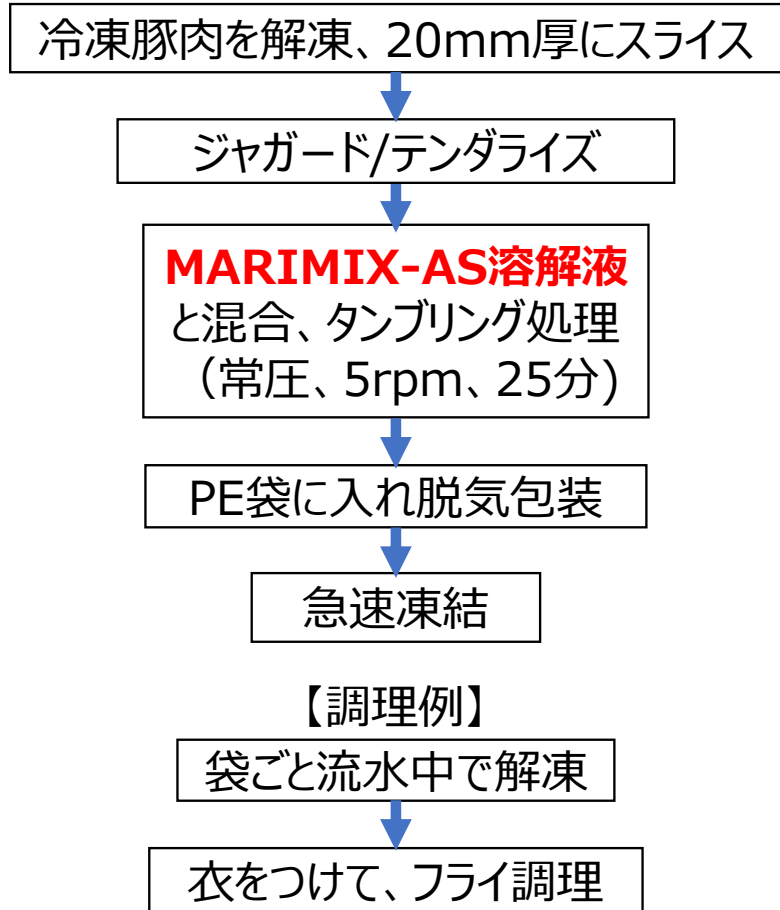 冷凍豚肉を解凍、20mm厚にスライス
ジャガード/テンダライズ
MARIMIX-AS溶解液
と混合、タンブリング処理
（常圧、5rpm、25分)
PE袋に入れ脱気包装
急速凍結
【調理例】
袋ごと流水中で解凍
衣をつけて、フライ調理